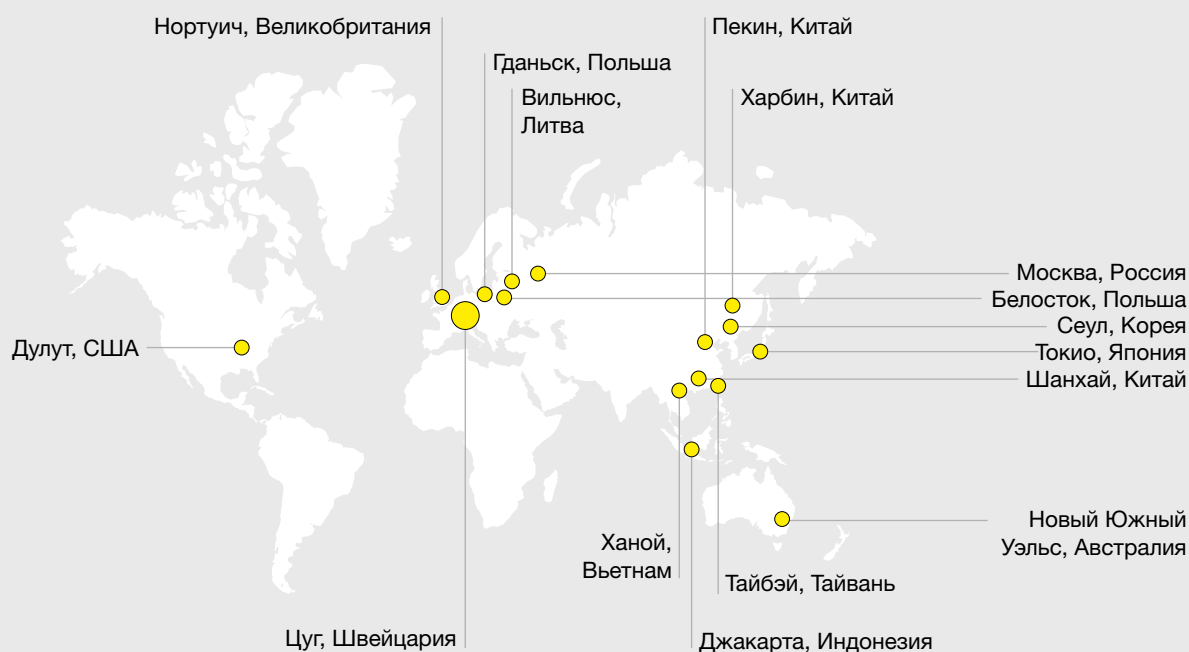 Нортуич, Великобритания
Пекин, Китай
Гданьск, Польша
Вильнюс,
Литва
Харбин, Китай
Москва, Россия
Белосток, Польша
Сеул, Корея
Дулут, США
Токио, Япония
Шанхай, Китай
Новый Южный
Уэльс, Австралия
Ханой,
Вьетнам
Тайбэй, Тайвань
Цуг, Швейцария
Джакарта, Индонезия